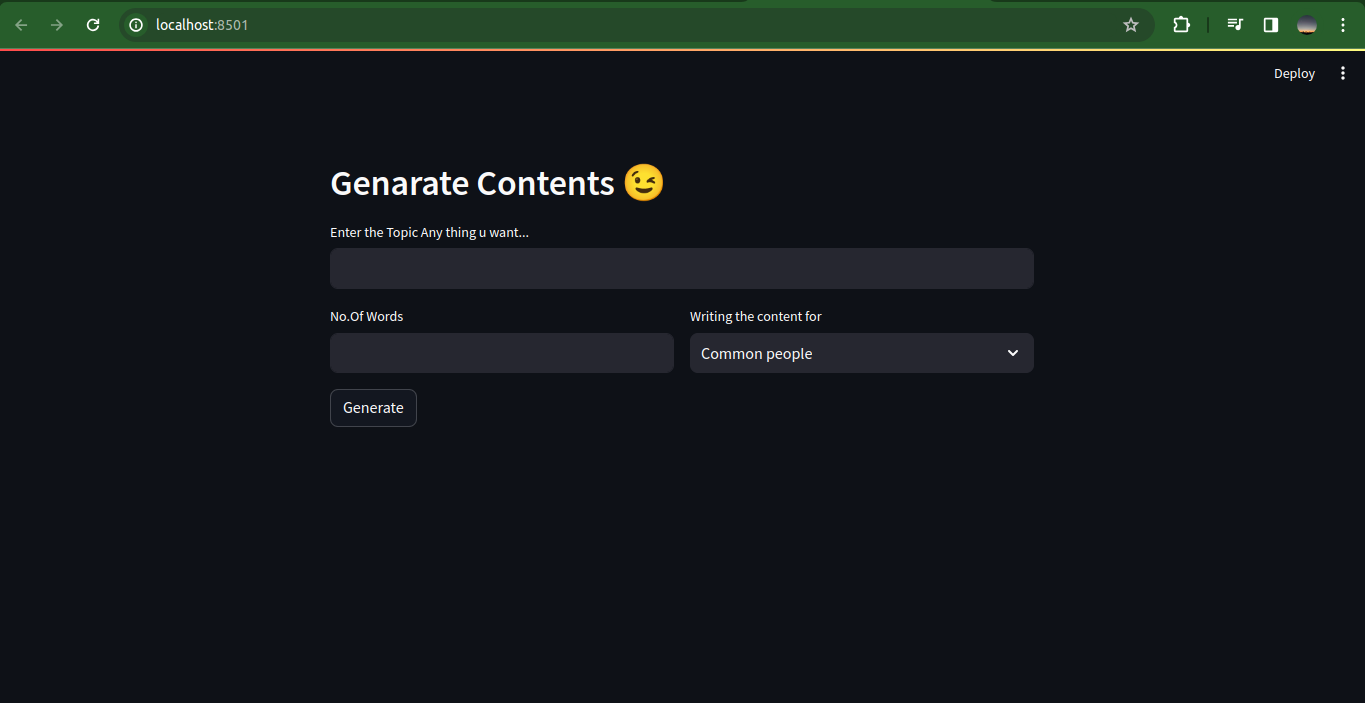 localhost:8501
Deploy
Genarate Contents 😉
Enter the Topic Any thing u want...
No.Of Words
Writing the content for
Common people
Generate